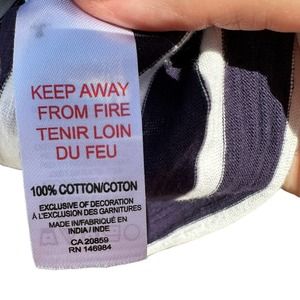 KEEP AWAY
FROM FIRE
TENIR LOIN
DU FEU
100% COTTON/COTON
EXCLUSIVE OF DECORATION
À L'EXCLUSION DES GARNITURES
MADE IN/FABRIQUÉ EN
INDIA/INDE
CA 20859
RN 146984